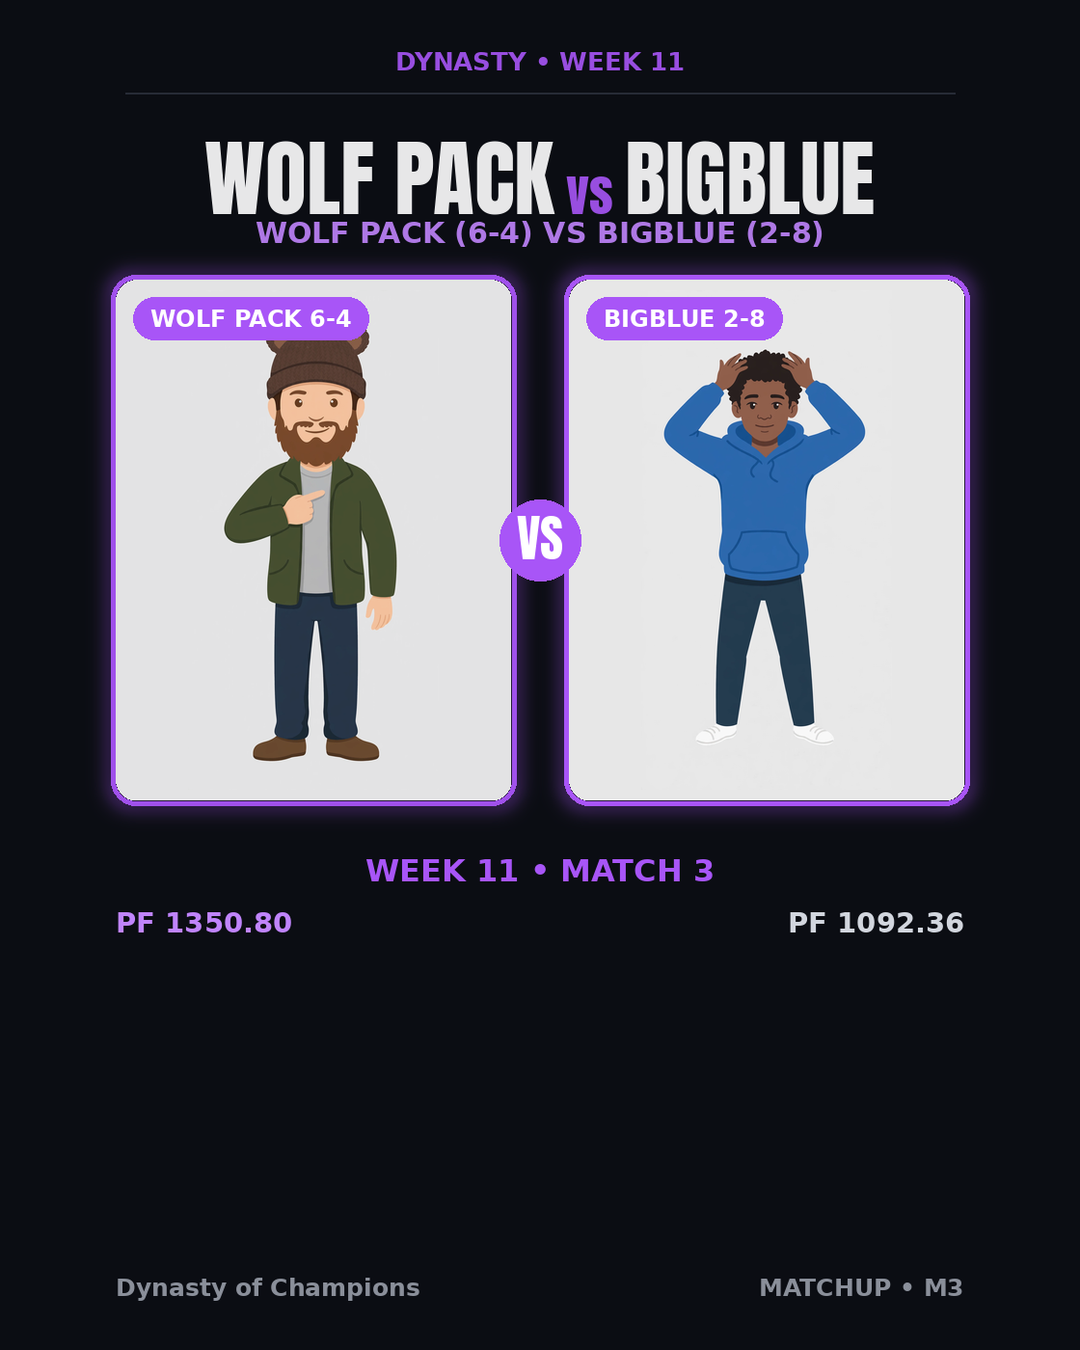 DYNASTY • WEEK 11
WOLF PACK VS BIGBLUE
WOLF PACK (6-4) VS BIGBLUE (2-8)
WOLF PACK 6-4
BIGBLUE 2-8
VS
WEEK 11 • MATCH 3
PF 1350.80
PF 1092.36
Dynasty of Champions
MATCHUP • M3